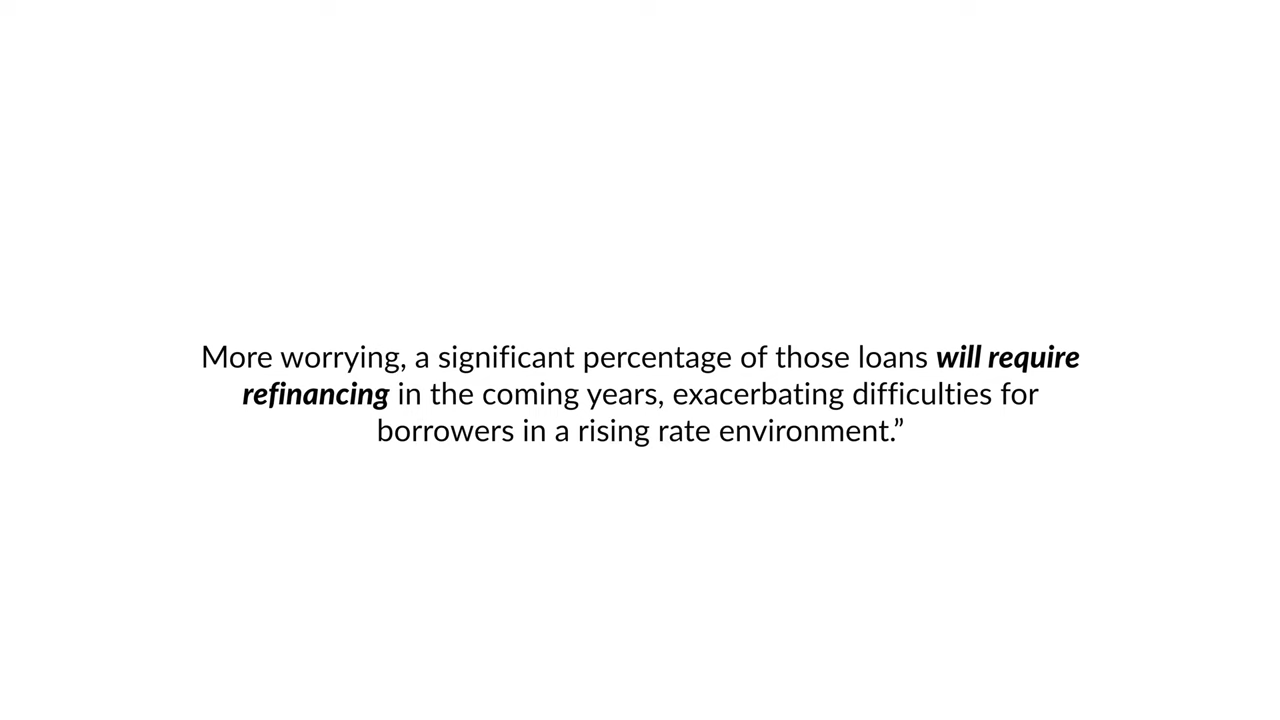 More worrying, a significant percentage of those loans will require
refinancing in the coming years, exacerbating difficulties for
borrowers in a rising rate environment.”